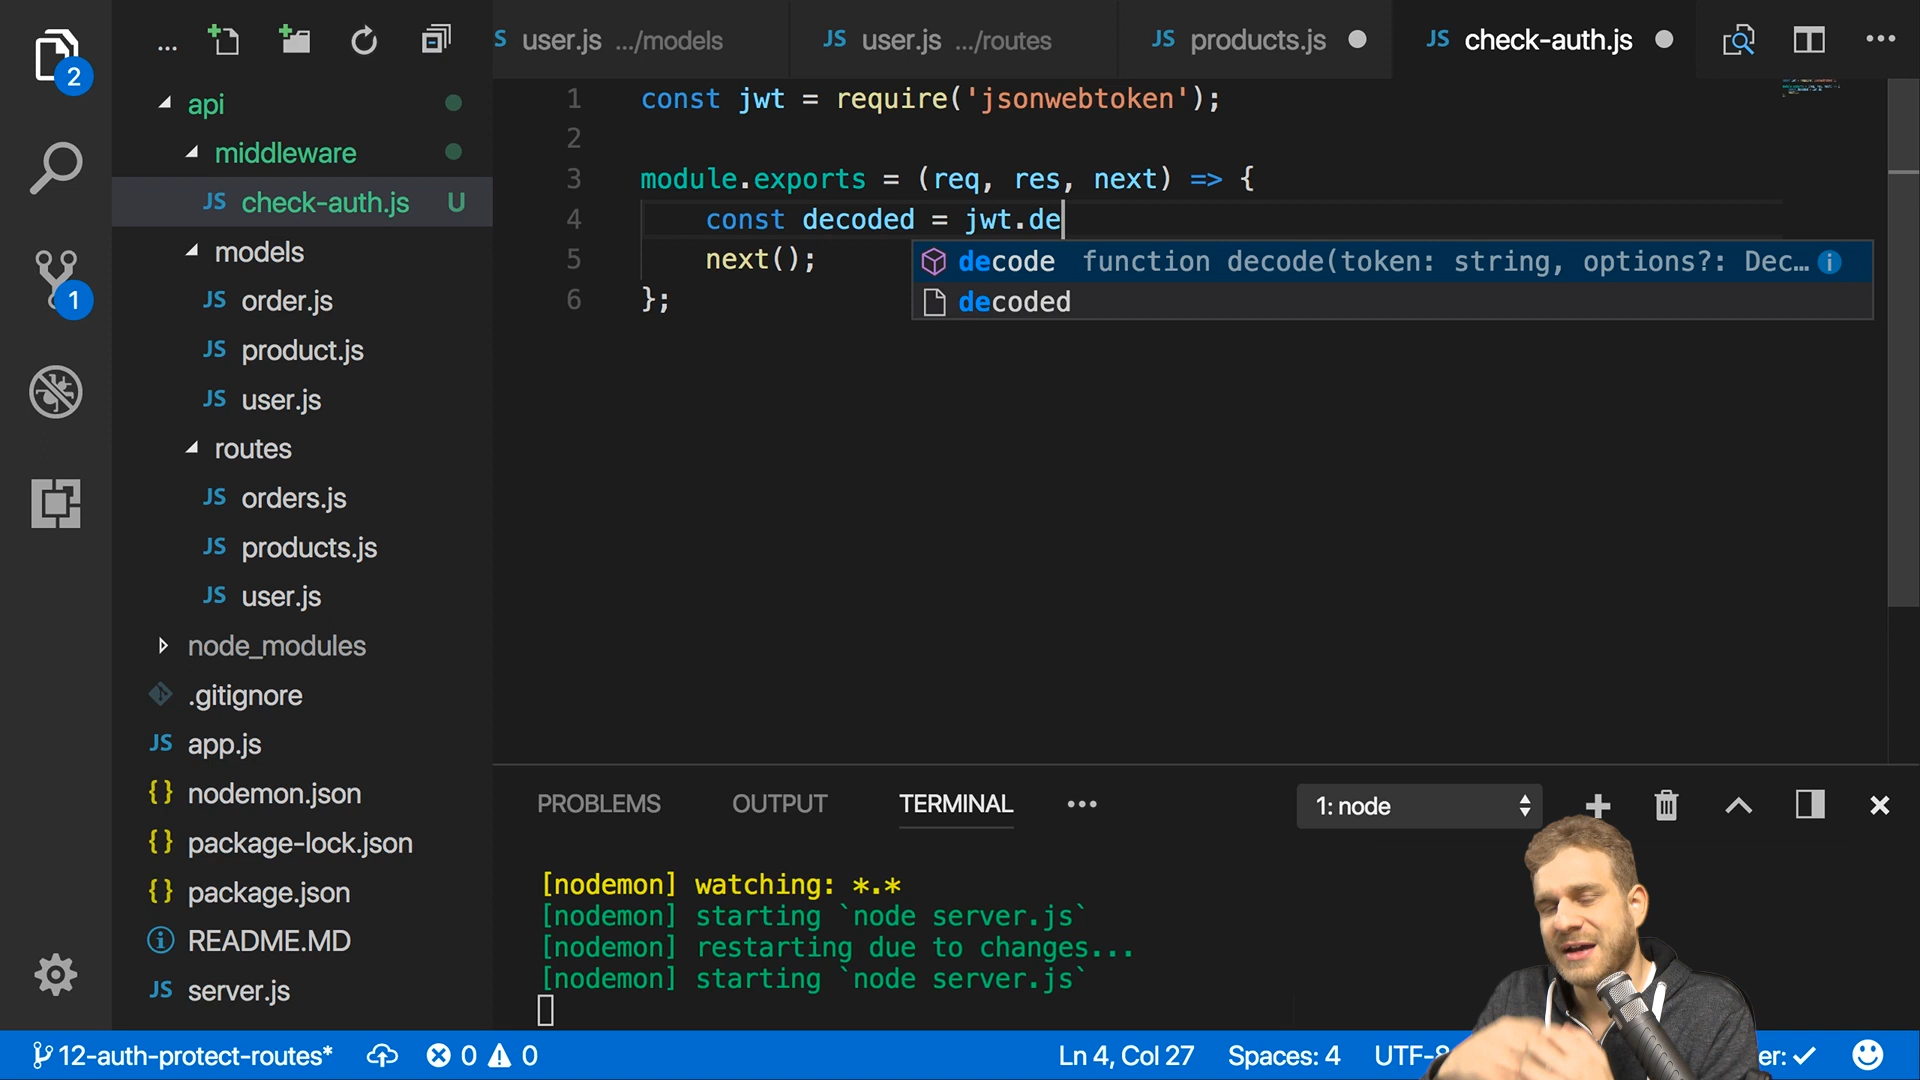 2
1
...
api
middleware
JS check-auth.js U
models
JS order.js
JS product.js
JS user.js
routes
JS orders.js
JS products.js
JS user.js
node_modules
.gitignore
JS app.js
{} nodemon.json
{} package-lock.json
{} package.json
README.MD
JS server.js
S user.js .../models
JS user.js .../routes
JS products.js
JS check-auth.js
1 const jwt = require('jsonwebtoken');
2
3 module.exports = (req, res, next) => {
4 const decoded = jwt.de
5 next();
6 };
decode function decode(token: string, options?: Dec...
decoded
PROBLEMS OUTPUT TERMINAL ... 1: node
[nodemon] watching: *.*
[nodemon] starting `node server.js`
[nodemon] restarting due to changes...
[nodemon] starting `node server.js`
12-auth-protect-routes* 0 0 Ln 4, Col 27 Spaces: 4 UTF-8 er: